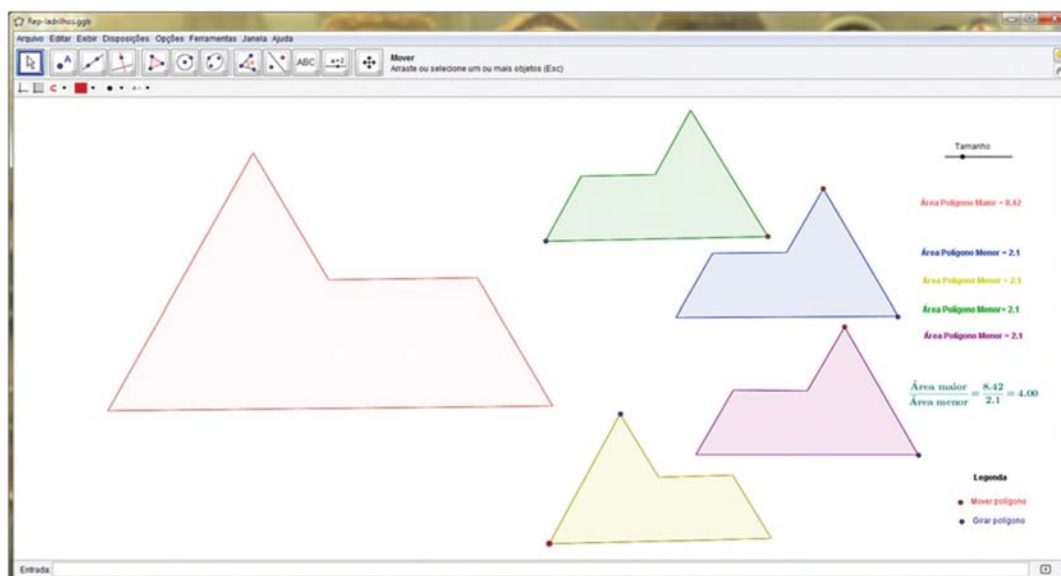 Rep-ladrilhos.ggb
Arquivo Editar Exibir Disposições Opções Ferramentas Janela Ajuda
A
ABC
a=2
Mover
Arraste ou selecione um ou mais objetos (Esc)
Tamanho
Área Polígono Maior = 8.42
Área Polígono Menor = 2.1
Área Polígono Menor = 2.1
Área Polígono Menor= 2.1
Área Polígono Menor = 2.1
Área maior
Área menor
=
8.42
2.1
= 4.00
Legenda
Mover polígono
Girar polígono
Entrada: